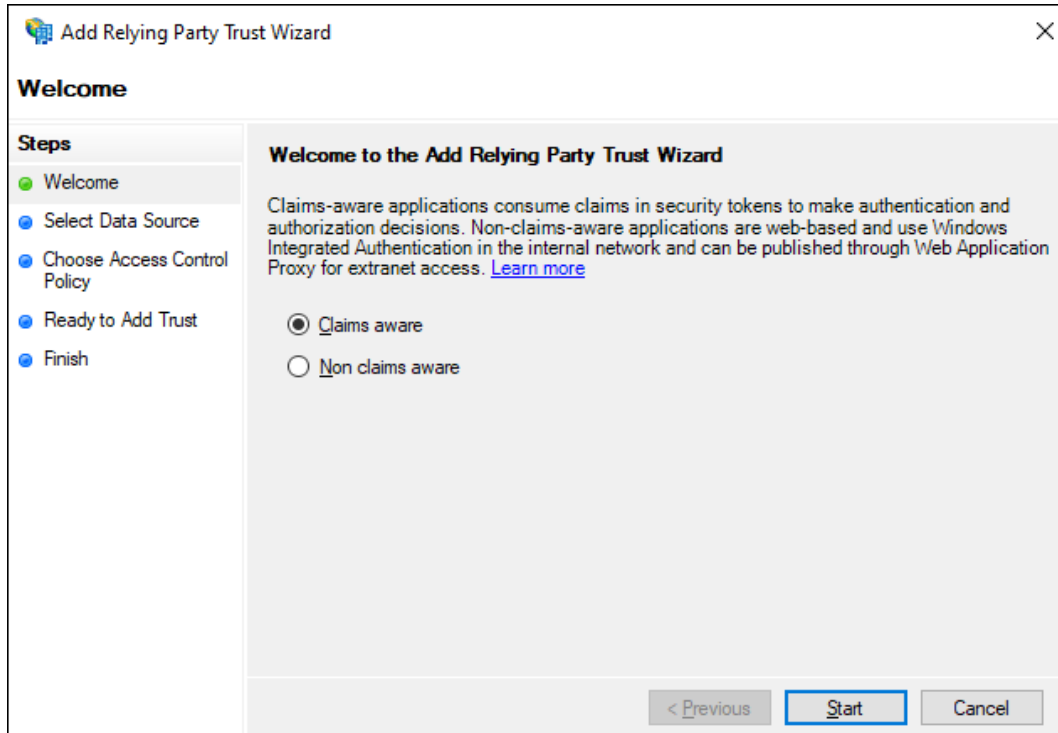 Add Relying Party Trust Wizard
Welcome
Steps
Welcome
Select Data Source
Choose Access Control
Policy
Ready to Add Trust
Finish
Welcome to the Add Relying Party Trust Wizard
Claims-aware applications consume claims in security tokens to make authentication and
authorization decisions. Non-claims-aware applications are web-based and use Windows
Integrated Authentication in the internal network and can be published through Web Application
Proxy for extranet access. Learn more
Claims aware
Non claims aware
< Previous
Start
Cancel